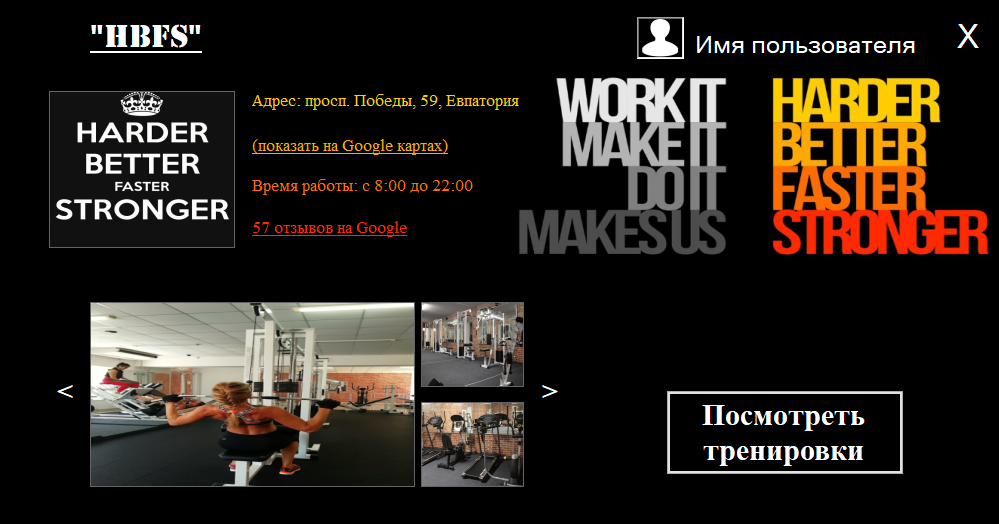 "HBFS"
Имя пользователя
X
HARDER
BETTER
FASTER
STRONGER
Адрес: просп. Победы, 59, Евпатория
(показать на Google картах)
Время работы: с 8:00 до 22:00
57 отзывов на Google
WORK IT HARDER
MAKE IT BETTER
DO IT FASTER
MAKES US STRONGER
<
>
Посмотреть
тренировки